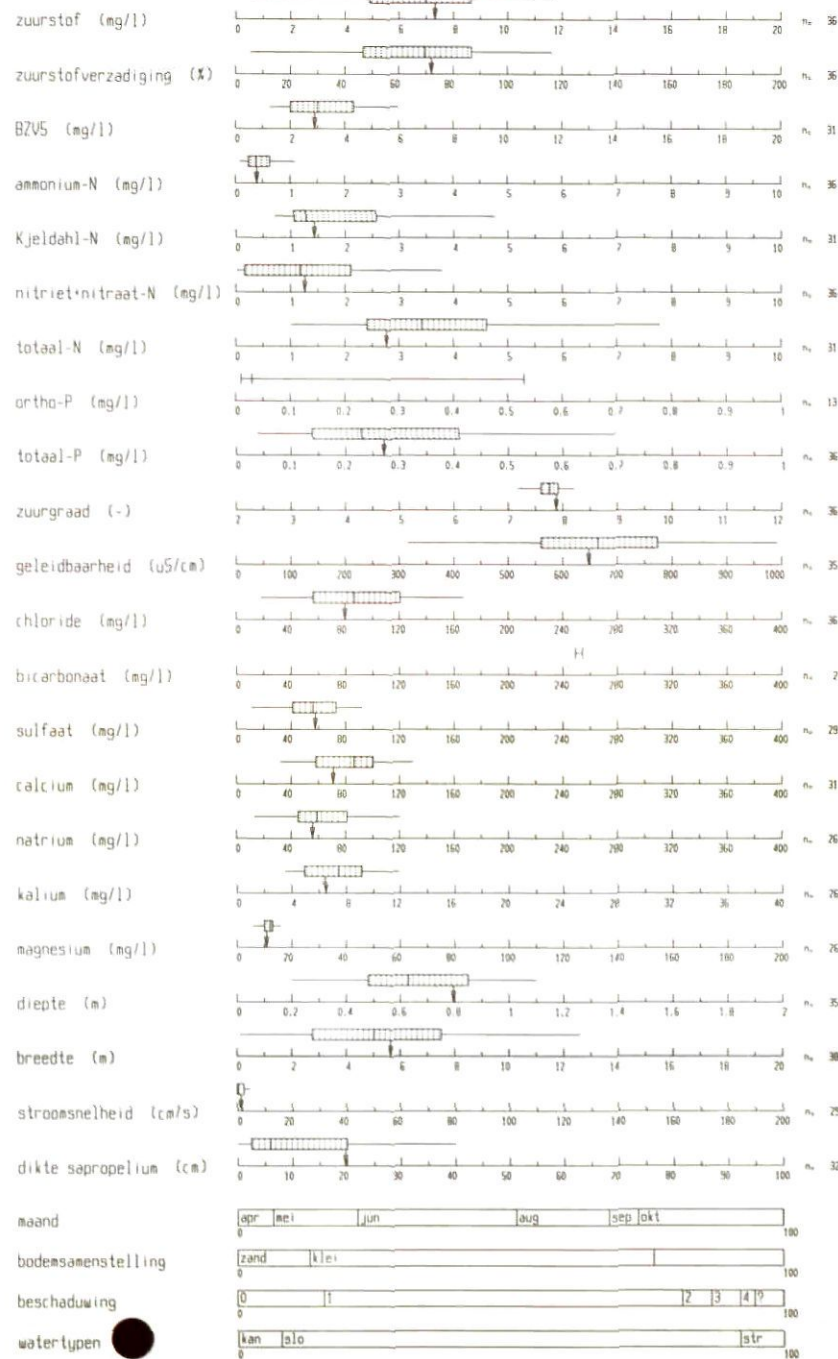 zuurstof (mg/l) 0 2 4 6 8 10 12 14 16 18 20 n= 36
zuurstofverzadiging (%) 0 20 40 60 80 100 120 140 160 180 200 n= 36
BZV5 (mg/l) 0 2 4 6 8 10 12 14 16 18 20 n= 31
ammonium-N (mg/l) 0 1 2 3 4 5 6 7 8 9 10 n= 36
Kjeldahl-N (mg/l) 0 1 2 3 4 5 6 7 8 9 10 n= 31
nitriet+nitraat-N (mg/l) 0 1 2 3 4 5 6 7 8 9 10 n= 36
totaal-N (mg/l) 0 1 2 3 4 5 6 7 8 9 10 n= 31
ortho-P (mg/l) 0 0.1 0.2 0.3 0.4 0.5 0.6 0.7 0.8 0.9 1 n= 13
totaal-P (mg/l) 0 0.1 0.2 0.3 0.4 0.5 0.6 0.7 0.8 0.9 1 n= 36
zuurgraad (-) 2 3 4 5 6 7 8 9 10 11 12 n= 36
geleidbaarheid (uS/cm) 0 100 200 300 400 500 600 700 800 900 1000 n= 35
chloride (mg/l) 0 40 80 120 160 200 240 280 320 360 400 n= 36
bicarbonaat (mg/l) 0 40 80 120 160 200 240 280 320 360 400 n= 2
sulfaat (mg/l) 0 40 80 120 160 200 240 280 320 360 400 n= 29
calcium (mg/l) 0 40 80 120 160 200 240 280 320 360 400 n= 31
natrium (mg/l) 0 40 80 120 160 200 240 280 320 360 400 n= 26
kalium (mg/l) 0 4 8 12 16 20 24 28 32 36 40 n= 26
magnesium (mg/l) 0 20 40 60 80 100 120 140 160 180 200 n= 26
diepte (m) 0 0.2 0.4 0.6 0.8 1 1.2 1.4 1.6 1.8 2 n= 35
breedte (m) 0 2 4 6 8 10 12 14 16 18 20 n=
stroomsnelheid (cm/s) 0 20 40 60 80 100 120 140 160 180 200 n=
dikte sapropelium (cm) 0 10 20 30 40 50 60 70 80 90 100 n= 32
maand apr mei jun aug sep okt
0 100
bodemsamenstelling zand klei
0 100
beschaduwing 0 1 2 3 4 ?
0 100
watertypen kan slo str
0 100